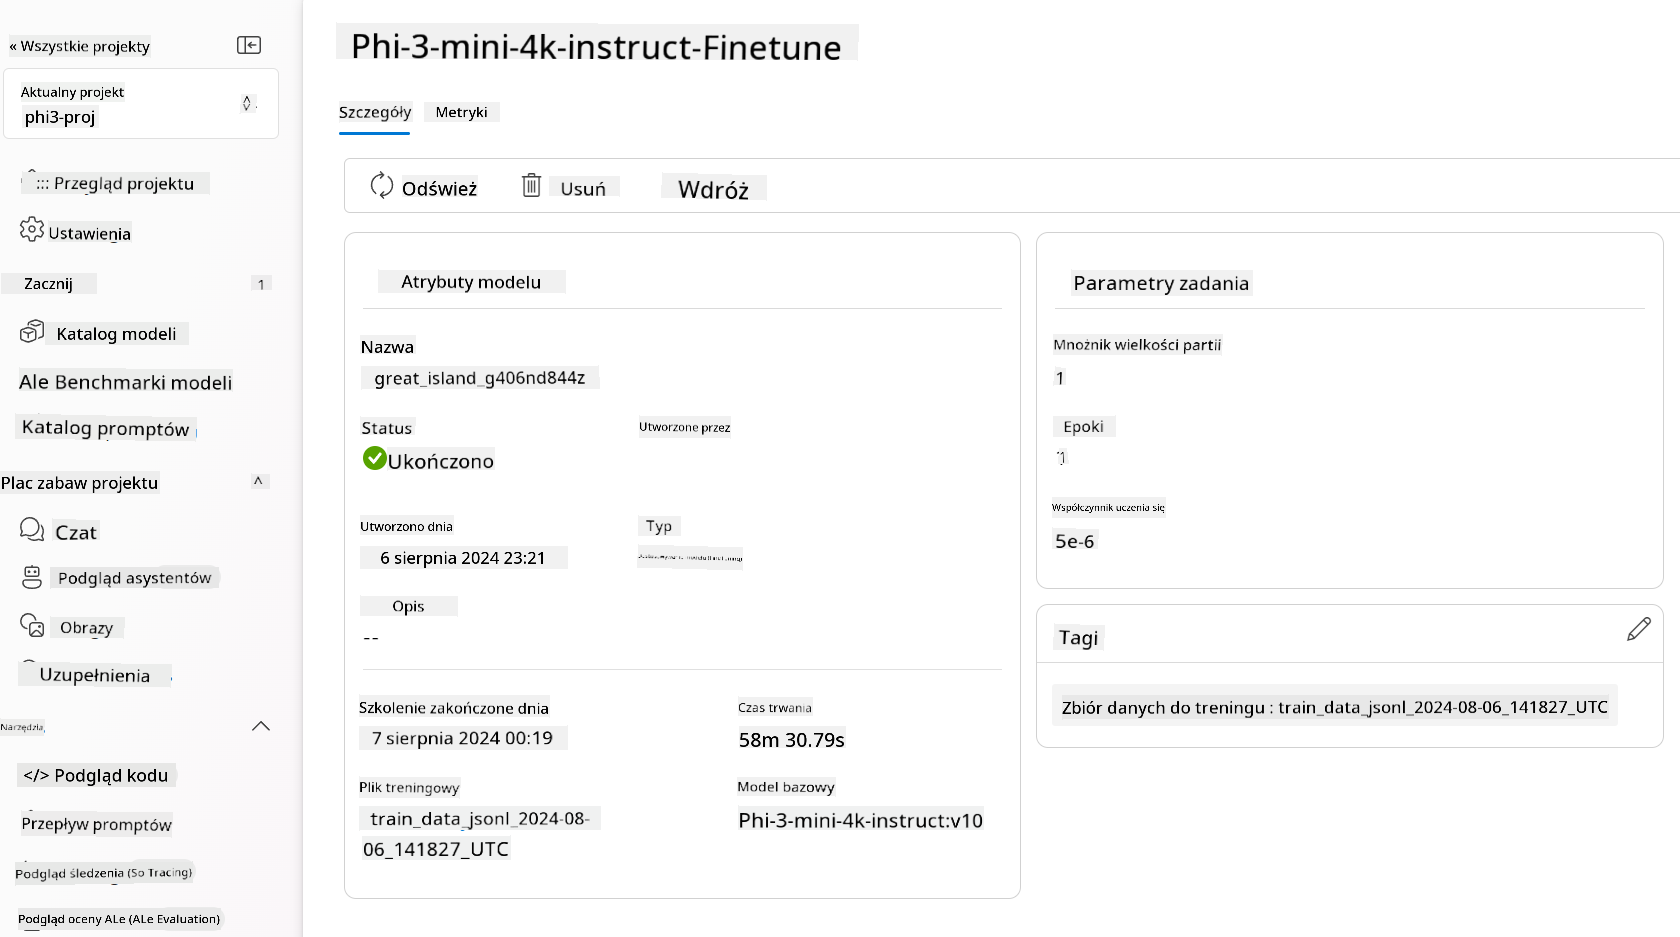 « Wszystkie projekty
Aktualny projekt
phi3-proj
::: Przegląd projektu
Ustawienia
Zacznij
1
Katalog modeli
Ale Benchmarki modeli
Katalog promptów
Plac zabaw projektu
^
Czat
Podgląd asystentów
Obrazy
Uzupełnienia
Narzędzia
</> Podgląd kodu
Przepływ promptów
Podgląd śledzenia (So Tracing)
Podgląd oceny ALe (ALe Evaluation)
Phi-3-mini-4k-instruct-Finetune
Szczegóły Metryki
Odśwież Usuń Wdróż
Atrybuty modelu
Nazwa
great_island_g406nd844z
Status Utworzone przez
Ukończono
Utworzono dnia Typ
6 sierpnia 2024 23:21
Opis
--
Szkolenie zakończone dnia Czas trwania
7 sierpnia 2024 00:19 58m 30.79s
Plik treningowy Model bazowy
train_data_jsonl_2024-08- Phi-3-mini-4k-instruct:v10
06_141827_UTC
Parametry zadania
Mnożnik wielkości partii
1
Epoki
1
Współczynnik uczenia się
5e-6
Tagi
Zbiór danych do treningu : train_data_jsonl_2024-08-06_141827_UTC